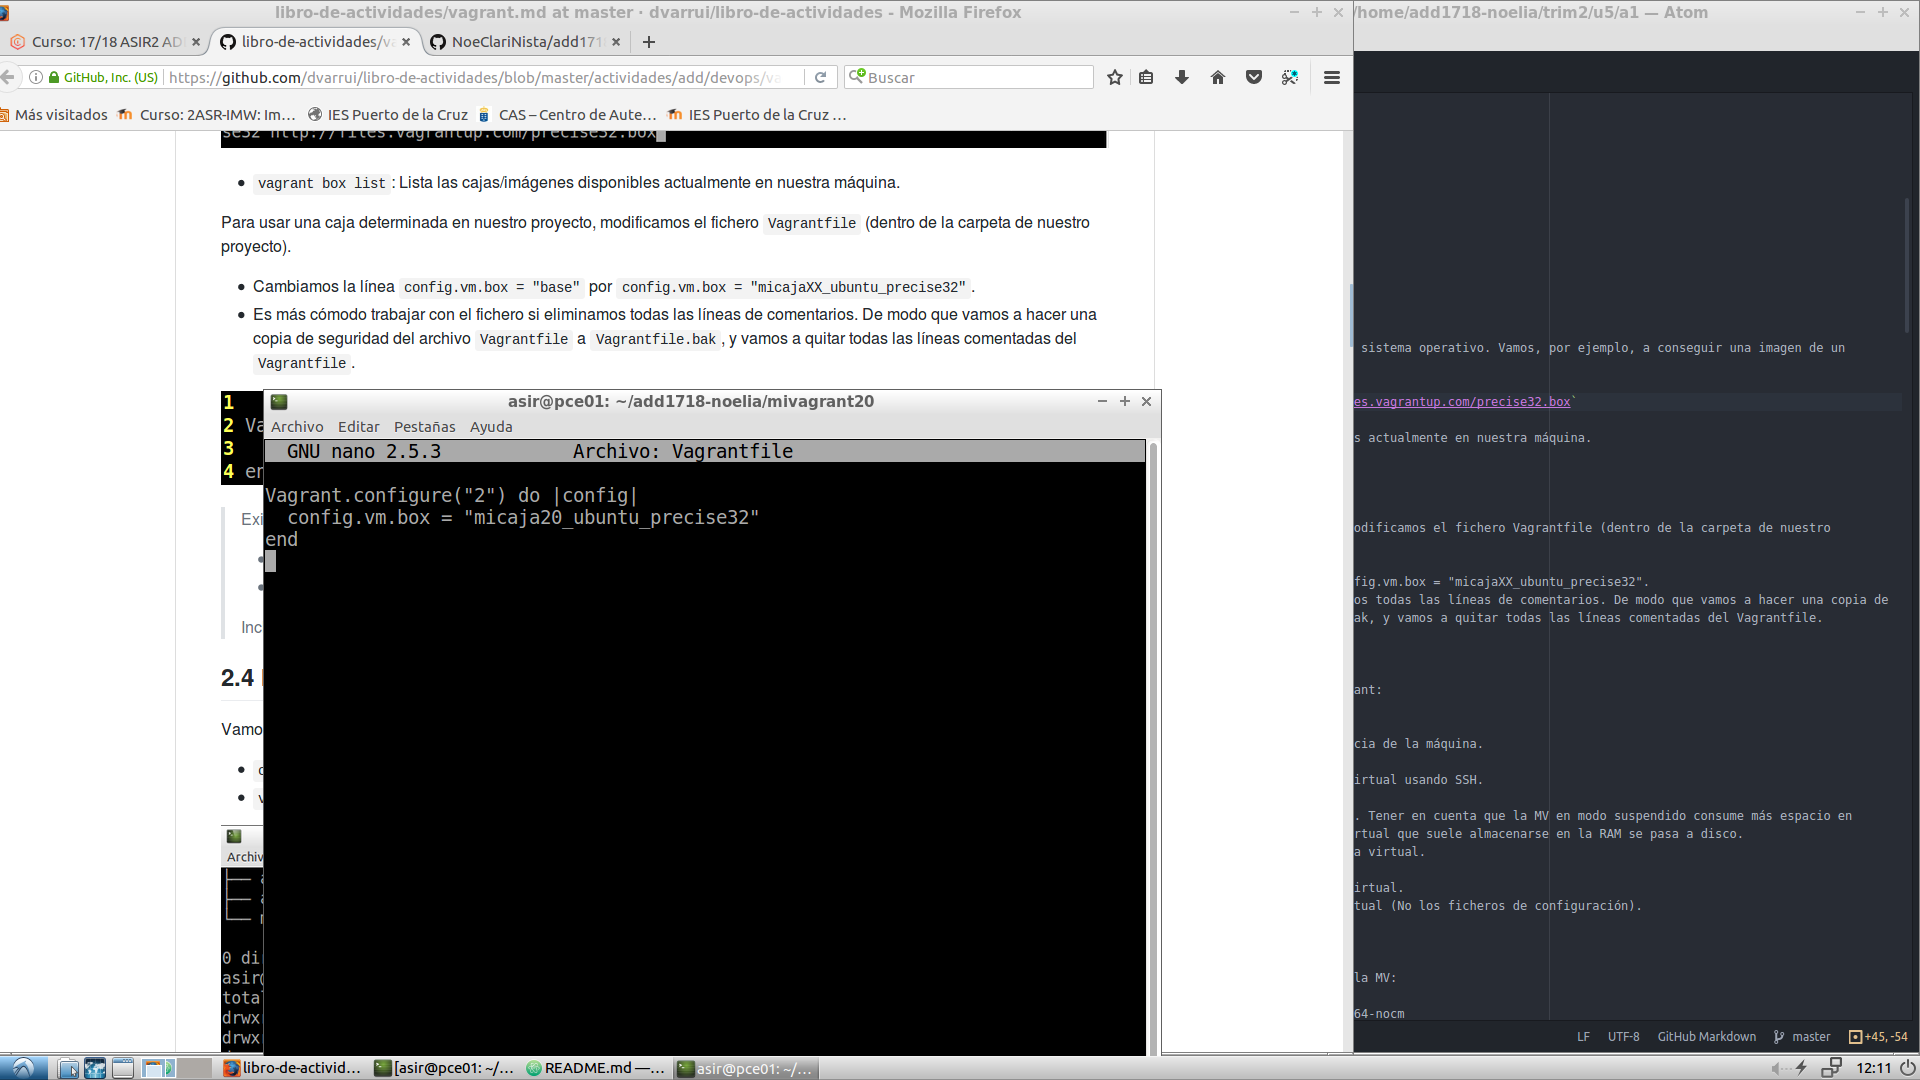 libro-de-actividades/vagrant.md at master · dvarrui/libro-de-actividades - Mozilla Firefox
/home/add1718-noelia/trim2/u5/a1 — Atom
Curso: 17/18 ASIR2 AD
libro-de-actividades/va
NoeClariNista/add171
GitHub, Inc. (US)
https://github.com/dvarrui/libro-de-actividades/blob/master/actividades/add/devops/va
Buscar
Más visitados
Curso: 2ASR-IMW: Im…
IES Puerto de la Cruz
CAS – Centro de Aute…
IES Puerto de la Cruz …
se32 http://files.vagrantup.com/precise32.box
vagrant box list : Lista las cajas/imágenes disponibles actualmente en nuestra máquina.
Para usar una caja determinada en nuestro proyecto, modificamos el fichero Vagrantfile (dentro de la carpeta de nuestro
proyecto).
Cambiamos la línea config.vm.box = "base" por config.vm.box = "micajaXX_ubuntu_precise32" .
Es más cómodo trabajar con el fichero si eliminamos todas las líneas de comentarios. De modo que vamos a hacer una
copia de seguridad del archivo Vagrantfile a Vagrantfile.bak , y vamos a quitar todas las líneas comentadas del
Vagrantfile .
1
2 Va
3
4 en
Exi
Inc
2.4
Vamo
Archiv
0 di
asir@
tota
drwx
drwx
asir@pce01: ~/add1718-noelia/mivagrant20
Archivo Editar Pestañas Ayuda
GNU nano 2.5.3 Archivo: Vagrantfile
Vagrant.configure("2") do |config|
config.vm.box = "micaja20_ubuntu_precise32"
end
sistema operativo. Vamos, por ejemplo, a conseguir una imagen de un
es.vagrantup.com/precise32.box`
s actualmente en nuestra máquina.
odificamos el fichero Vagrantfile (dentro de la carpeta de nuestro
fig.vm.box = "micajaXX_ubuntu_precise32".
os todas las líneas de comentarios. De modo que vamos a hacer una copia de
ak, y vamos a quitar todas las líneas comentadas del Vagrantfile.
ant:
cia de la máquina.
irtual usando SSH.
. Tener en cuenta que la MV en modo suspendido consume más espacio en
rtual que suele almacenarse en la RAM se pasa a disco.
a virtual.
irtual.
tual (No los ficheros de configuración).
la MV:
64-nocm
LF UTF-8 GitHub Markdown master +45, -54
libro-de-activid…
[asir@pce01: ~/…
README.md —…
asir@pce01: ~/…
12:11